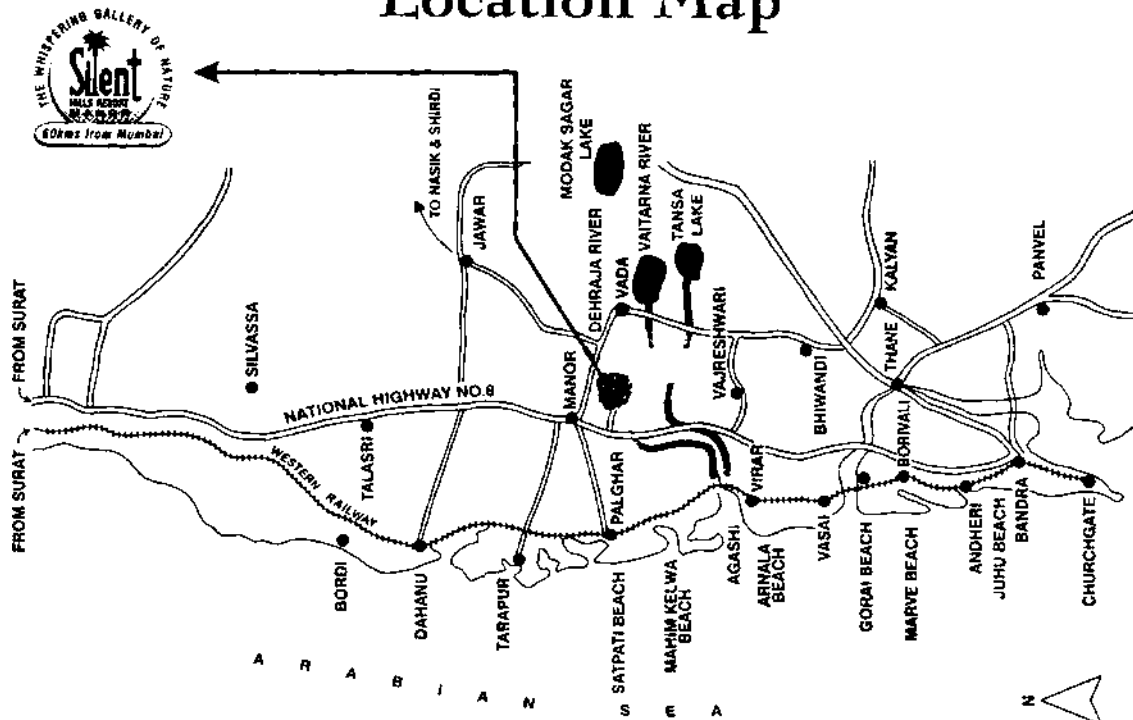 Location Map
THE WHISPERING GALLERY OF NATURE
Silent
HILLS RESORT
MANOR
60kms from Mumbai
TO NASIK & SHIRDI
MODAK SAGAR
LAKE
VAITARNA RIVER
TANSA
LAKE
JAWAR
DEHRAJA RIVER
VADA
KALYAN
PANVEL
FROM SURAT
SILVASSA
VAJRESHWARI
THANE
NATIONAL HIGHWAY NO.8
MANOR
BHIWANDI
FROM SURAT
WESTERN RAILWAY
TALASRI
PALGHAR
VIRAR
BORIVALI
BORDI
DAHANU
TARAPUR
SATPATI BEACH
MAHIM KELWA
BEACH
AGASHI
ARNALA
BEACH
VASAI
GORAI BEACH
MARVE BEACH
ANDHERI
JUHU BEACH
BANDRA
CHURCHGATE
ARABIAN SEA
N